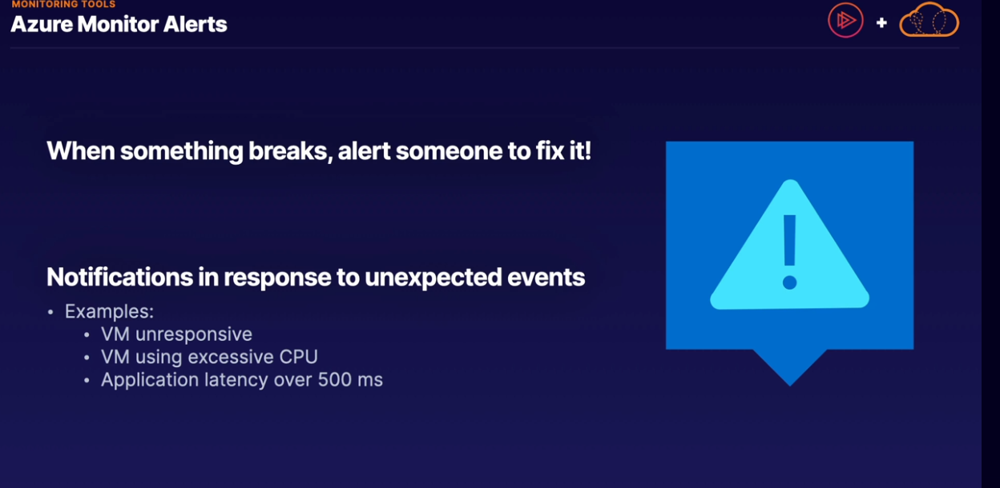 MONITORING TOOLS
Azure Monitor Alerts
+
When something breaks, alert someone to fix it!
Notifications in response to unexpected events
• Examples:
• VM unresponsive
• VM using excessive CPU
• Application latency over 500 ms